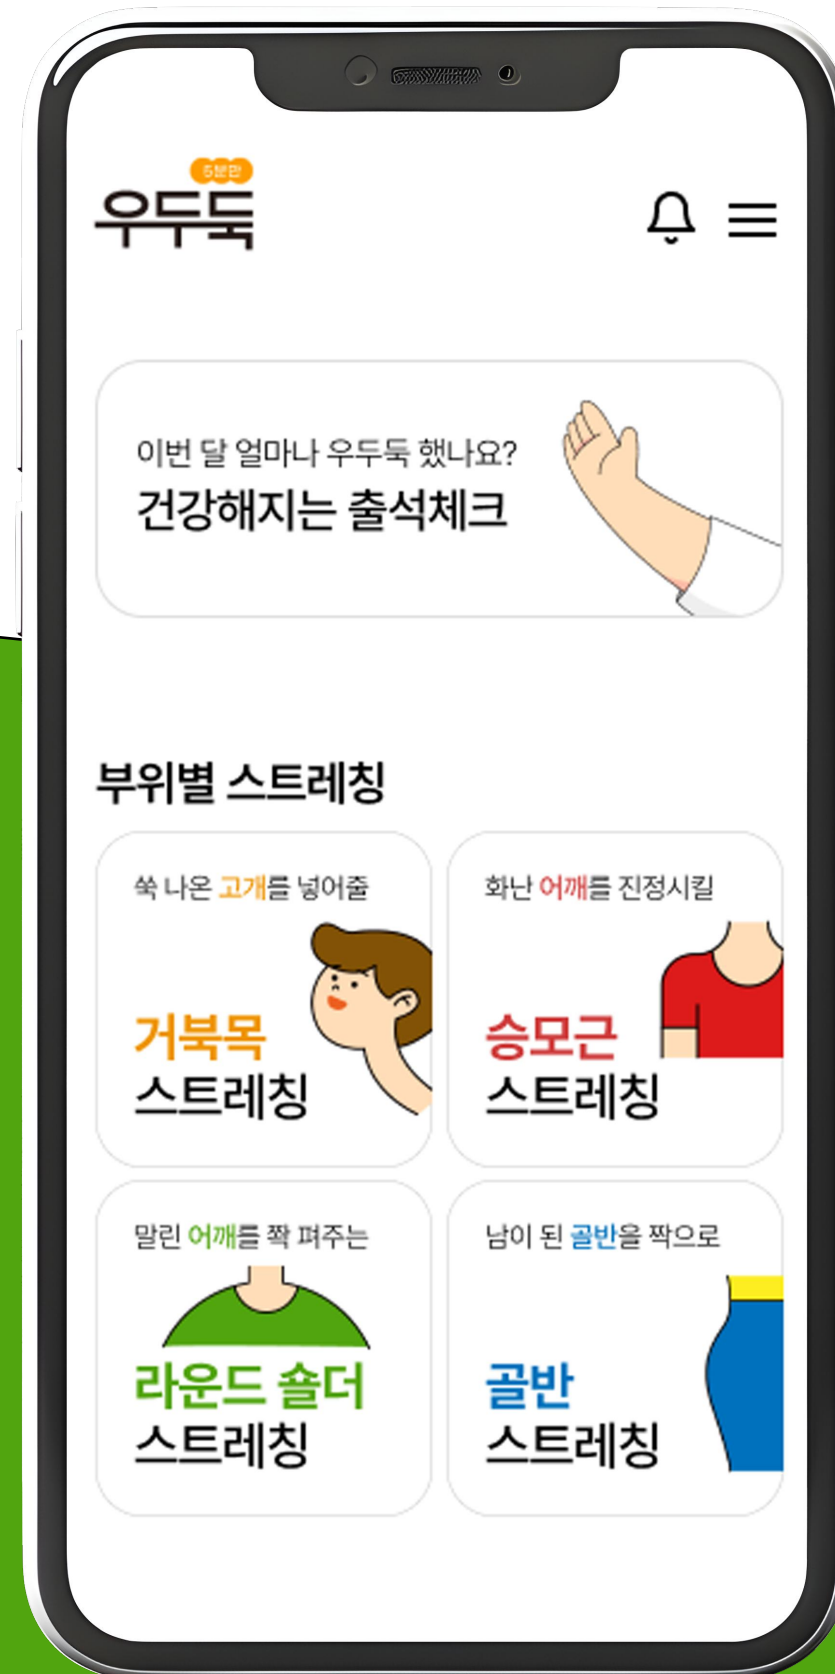 5분만
우두둑
이번 달 얼마나 우두둑 했나요?
건강해지는 출석체크
부위별 스트레칭
쑥 나온 고개를 넣어줄
거북목
스트레칭
화난 어깨를 진정시킬
승모근
스트레칭
말린 어깨를 쫙 펴주는
라운드 숄더
스트레칭
남이 된 골반을 짝으로
골반
스트레칭